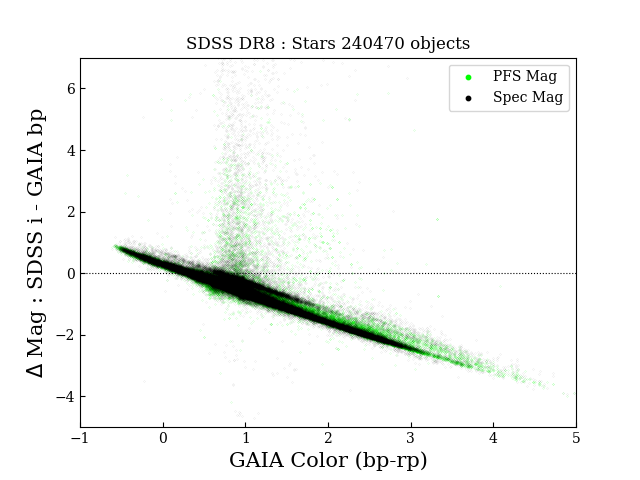 SDSS DR8 : Stars 240470 objects
PFS Mag
Spec Mag
Δ Mag : SDSS i - GAIA bp
6
4
2
0
−2
−4
−1
0
1
2
3
4
5
GAIA Color (bp-rp)